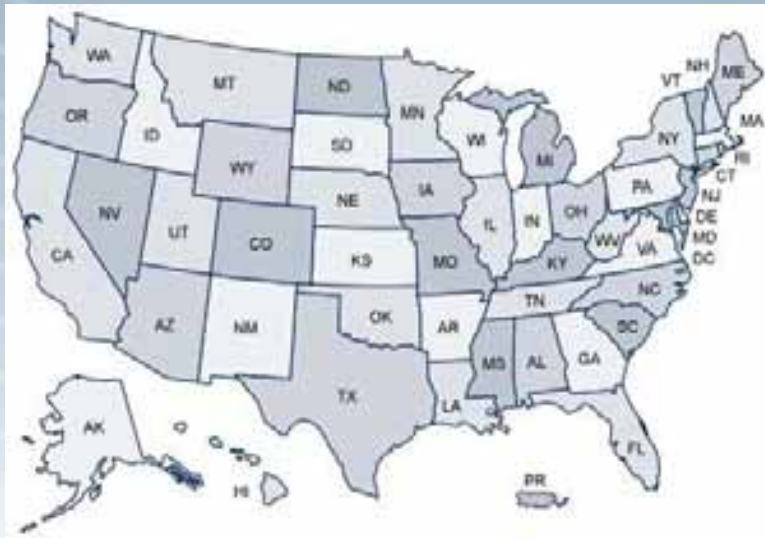 WA
MT
ND
MN
VT
NH
ME
OR
ID
WY
SD
WI
MI
NY
MA
RI
CT
NV
UT
CO
NE
IA
IL
IN
OH
PA
NJ
DE
MD
DC
CA
AZ
NM
KS
MO
KY
WV
VA
OK
AR
TN
NC
SC
TX
LA
MS
AL
GA
FL
AK
HI
PR